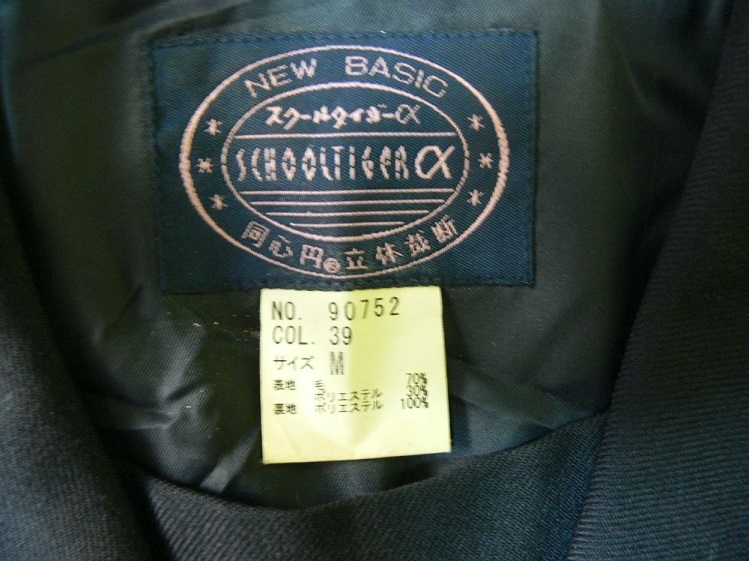 NEW BASIC
スクールタイガーα
SCHOOLTIGER α
同心円 立体裁断
NO. 90752
COL. 39
サイズ M
表地 毛 70%
ポリエステル 30%
裏地 ポリエステル 100%